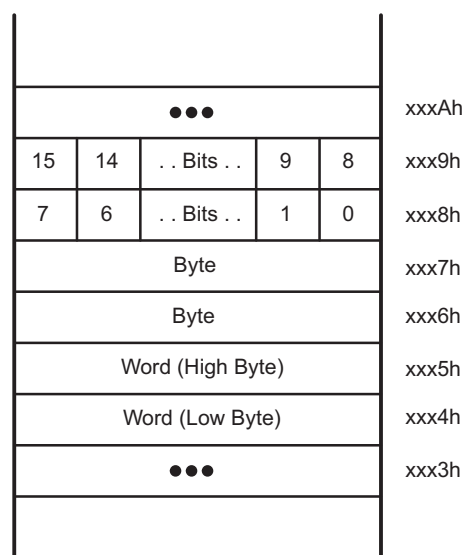 ●●● xxxAh
15 14 . . Bits . . 9 8 xxx9h
7 6 . . Bits . . 1 0 xxx8h
Byte xxx7h
Byte xxx6h
Word (High Byte) xxx5h
Word (Low Byte) xxx4h
●●● xxx3h